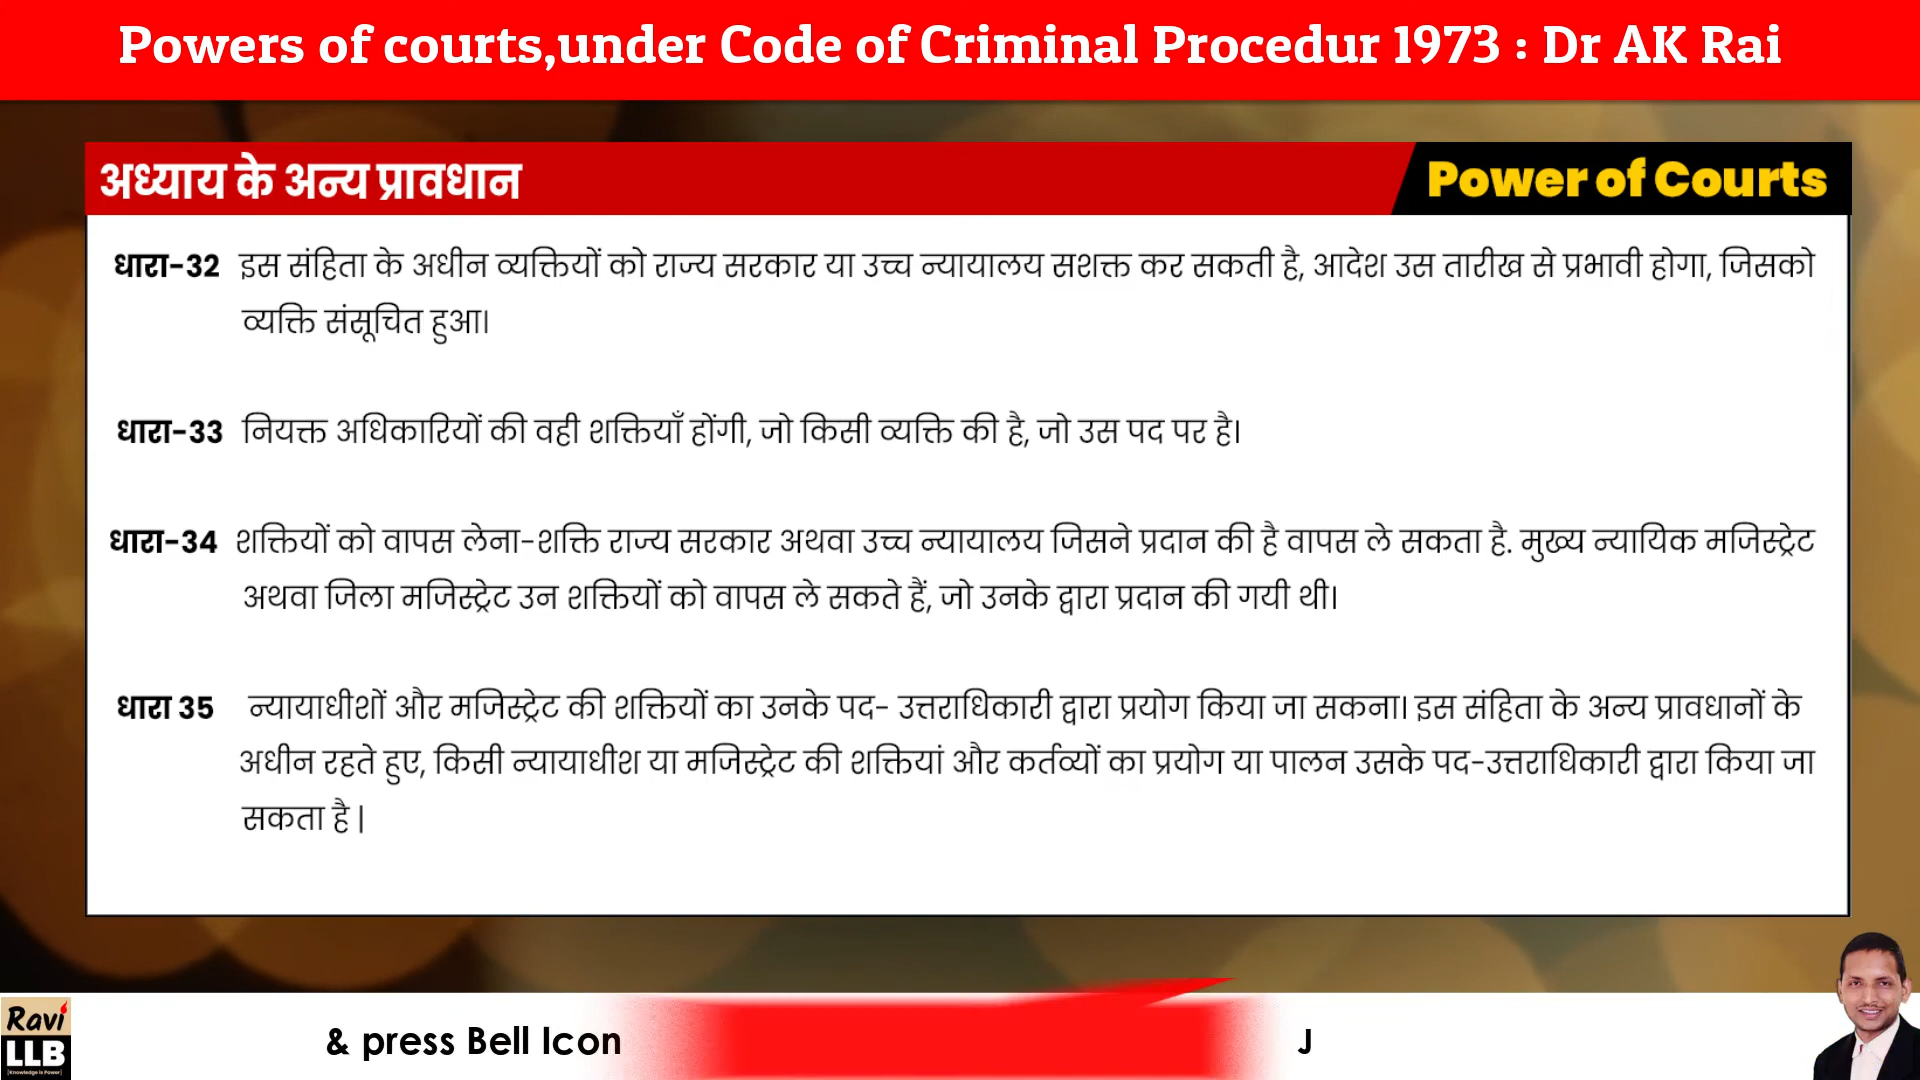 Powers of courts,under Code of Criminal Procedur 1973 : Dr AK Rai
अध्याय के अन्य प्रावधान
Power of Courts
धारा-32 इस संहिता के अधीन व्यक्तियों को राज्य सरकार या उच्च न्यायालय सशक्त कर सकती है, आदेश उस तारीख से प्रभावी होगा, जिसको
व्यक्ति संसूचित हुआ।
धारा-33 नियक्त अधिकारियों की वही शक्तियाँ होंगी, जो किसी व्यक्ति की है, जो उस पद पर है।
धारा-34 शक्तियों को वापस लेना-शक्ति राज्य सरकार अथवा उच्च न्यायालय जिसने प्रदान की है वापस ले सकता है. मुख्य न्यायिक मजिस्ट्रेट
अथवा जिला मजिस्ट्रेट उन शक्तियों को वापस ले सकते हैं, जो उनके द्वारा प्रदान की गयी थी।
धारा 35 न्यायाधीशों और मजिस्ट्रेट की शक्तियों का उनके पद- उत्तराधिकारी द्वारा प्रयोग किया जा सकना। इस संहिता के अन्य प्रावधानों के
अधीन रहते हुए, किसी न्यायाधीश या मजिस्ट्रेट की शक्तियां और कर्तव्यों का प्रयोग या पालन उसके पद-उत्तराधिकारी द्वारा किया जा
सकता है |
Ravi
LLB
[Knowledge is Power]
& press Bell Icon
J